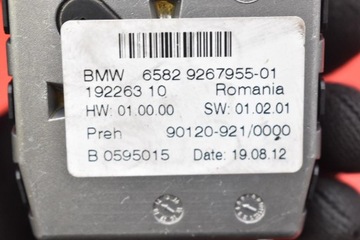 BMW 6582 9267955-01
192263 10 Romania
HW: 01.00.00 SW: 01.02.01
Preh 90120-921/0000
B 0595015 Date: 19.08.12